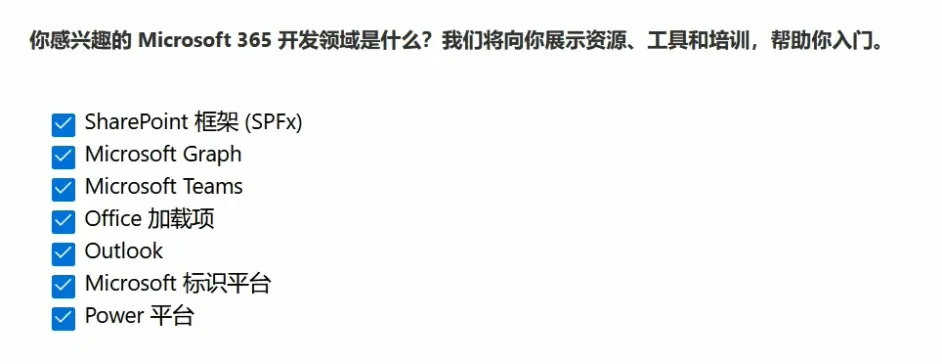 你感兴趣的 Microsoft 365 开发领域是什么？我们将向你展示资源、工具和培训，帮助你入门。
SharePoint 框架 (SPFx)
Microsoft Graph
Microsoft Teams
Office 加载项
Outlook
Microsoft 标识平台
Power 平台